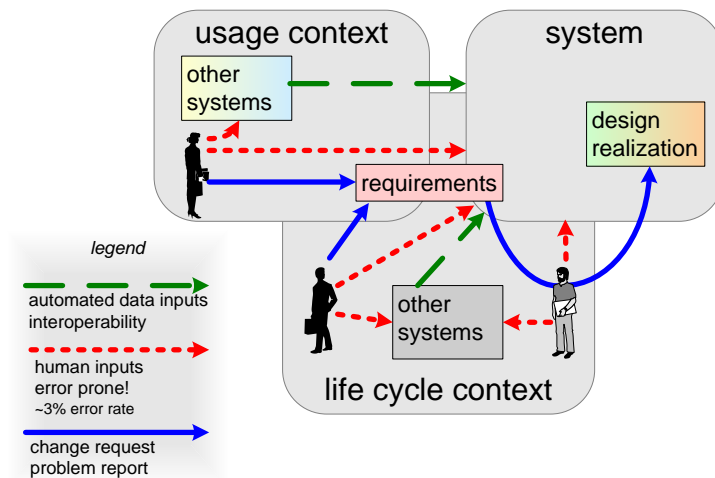 usage context
system
other
systems
design
realization
requirements
legend
automated data inputs
interoperability
human inputs
error prone!
~3% error rate
change request
problem report
other
systems
life cycle context